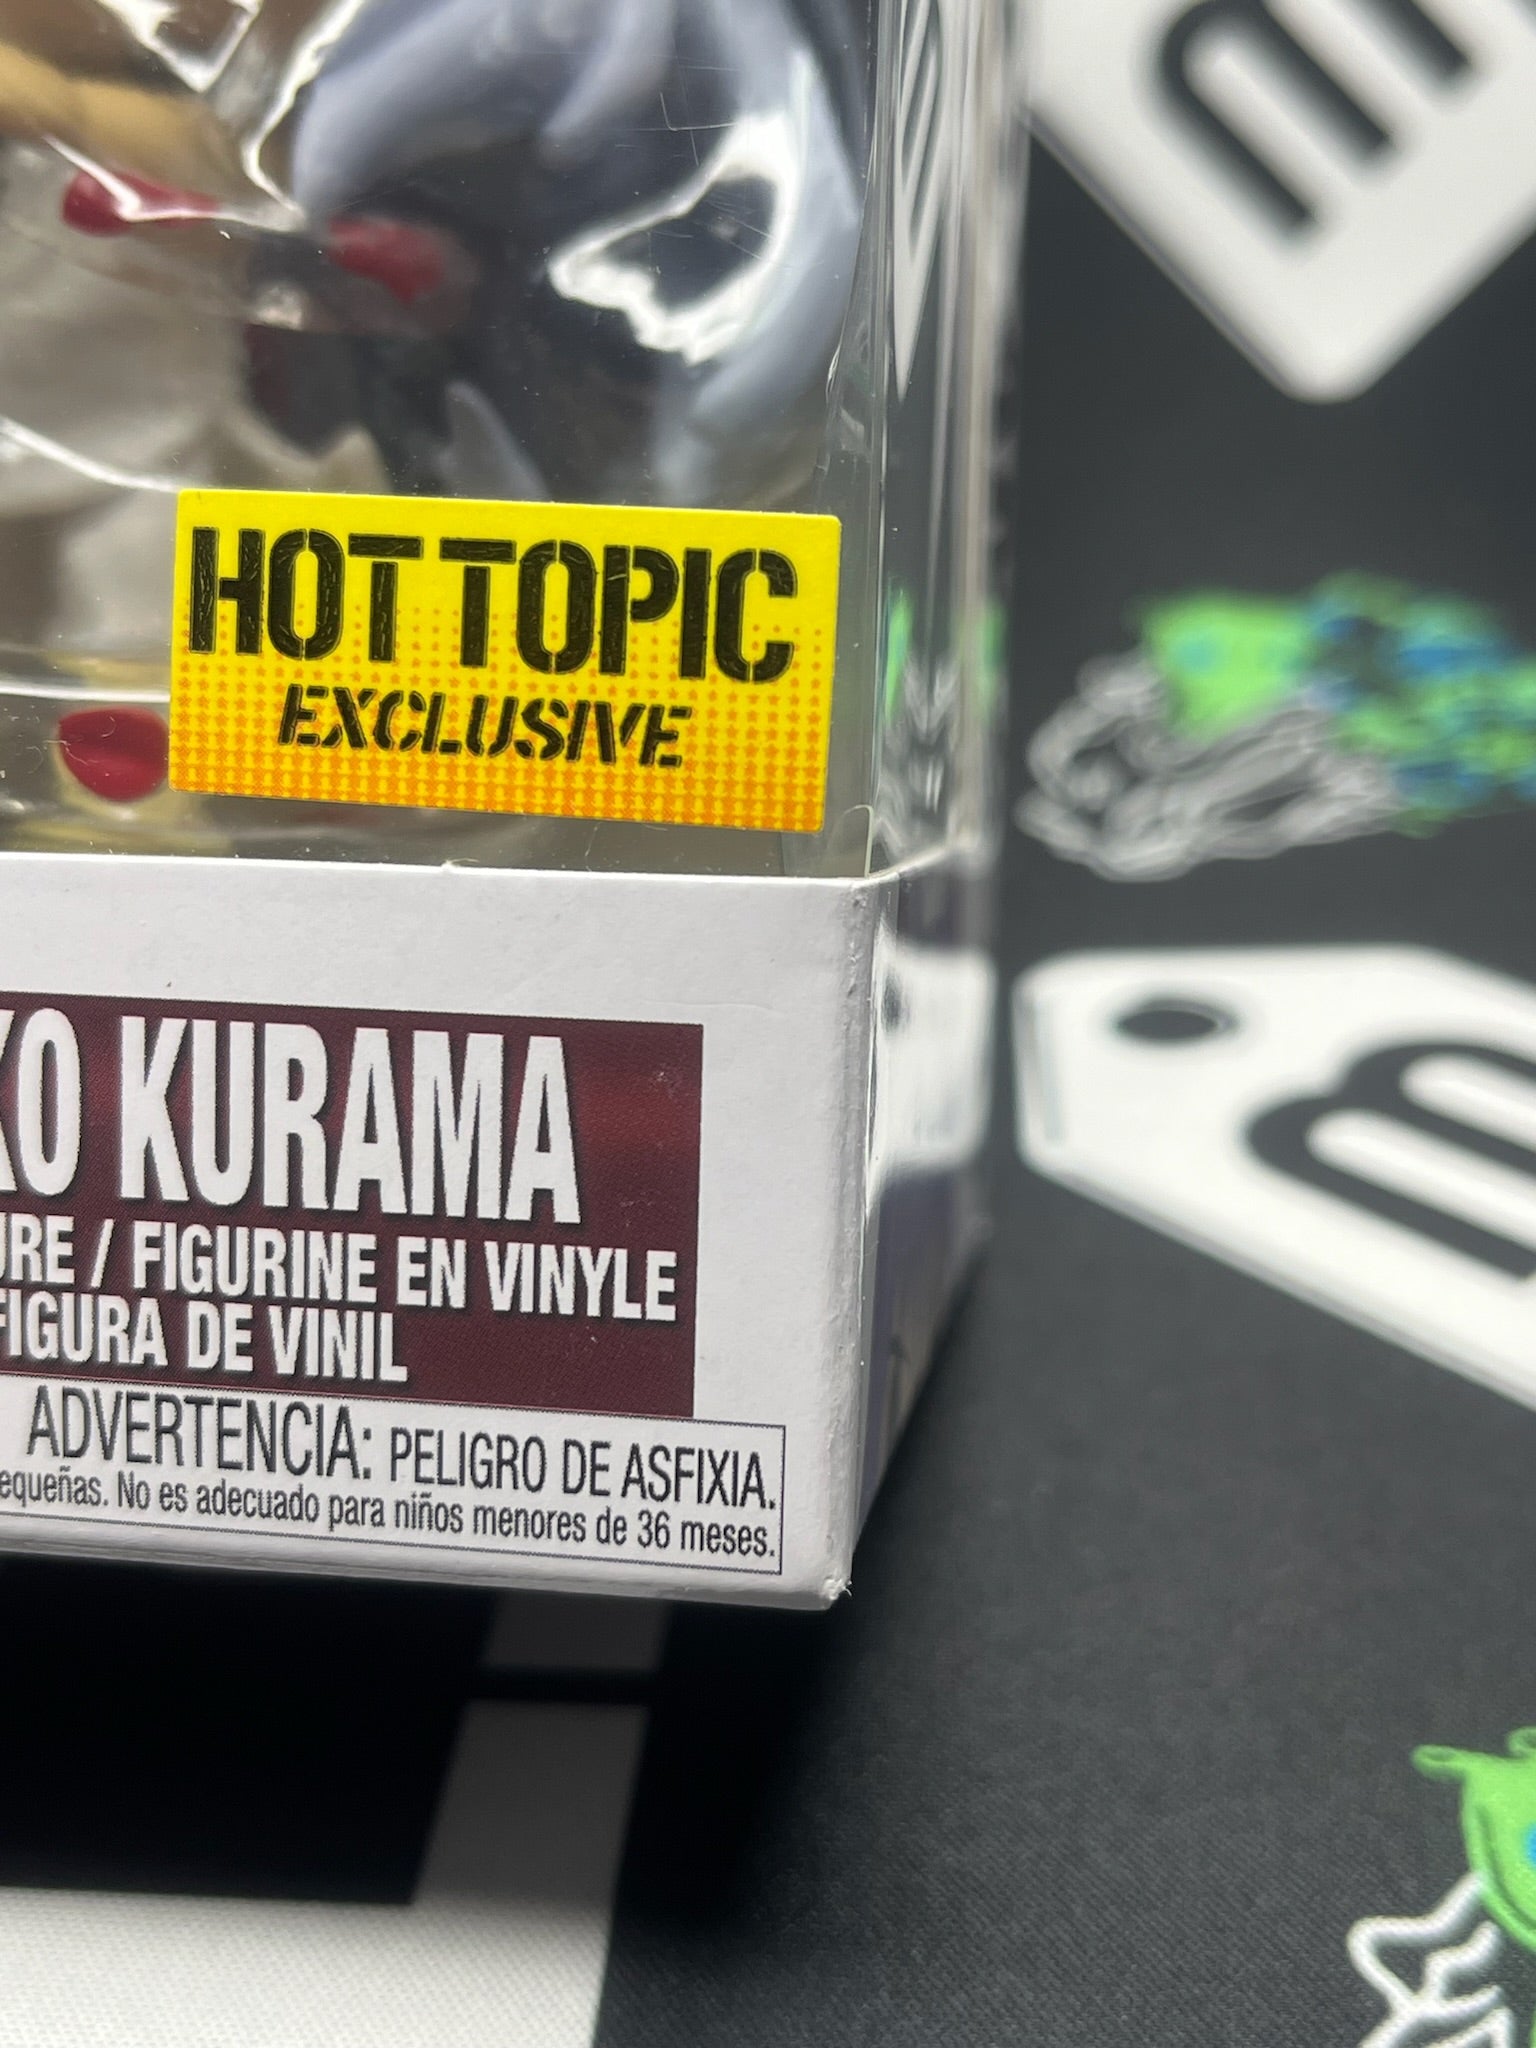 HOT TOPIC
EXCLUSIVE
KO KURAMA
URE / FIGURINE EN VINYLE
FIGURA DE VINIL
ADVERTENCIA: PELIGRO DE ASFIXIA.
equeñas. No es adecuado para niños menores de 36 meses.